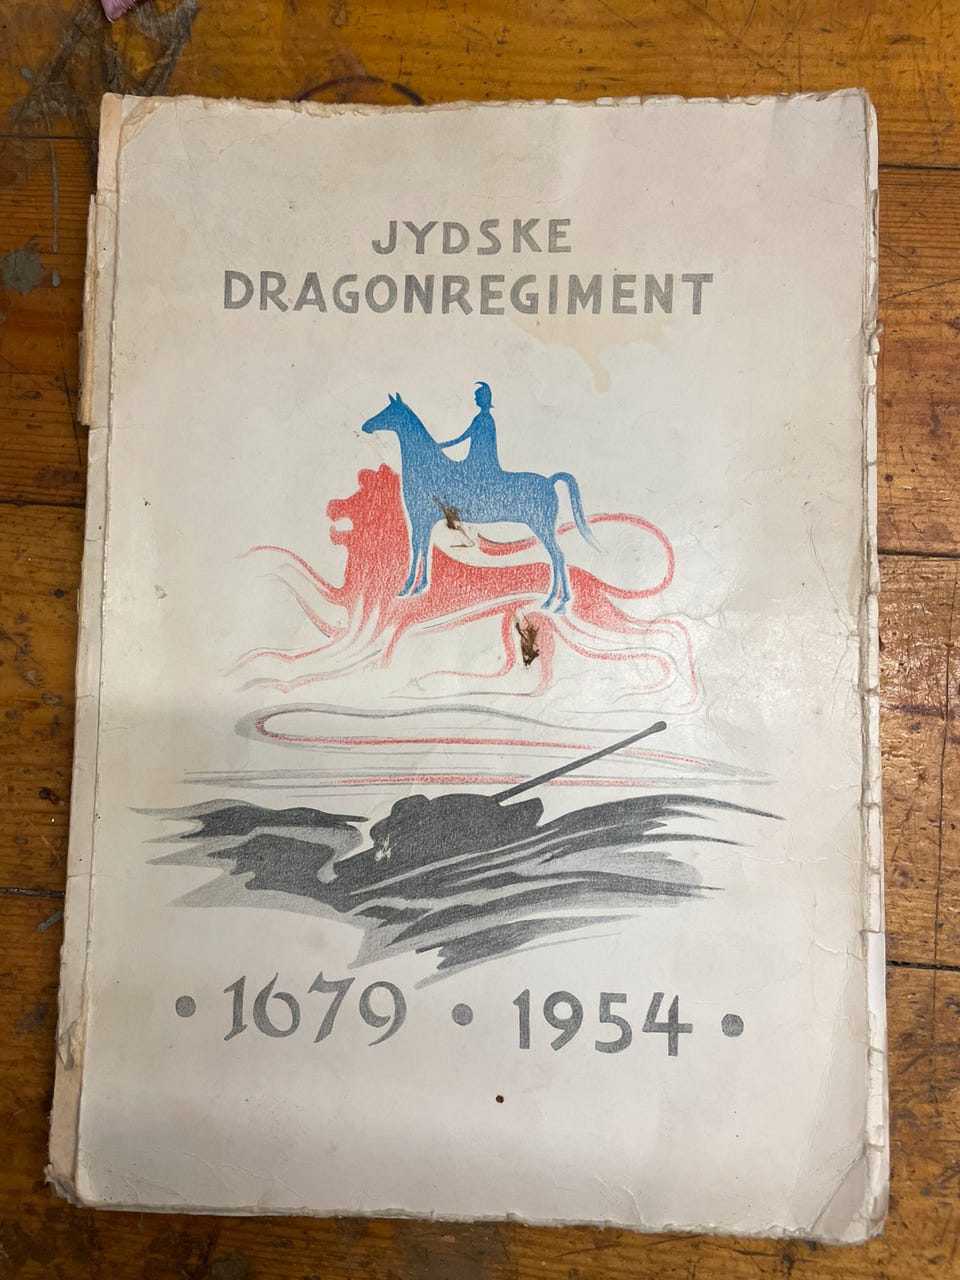 JYDSKE
DRAGONREGIMENT
• 1679 • 1954 •